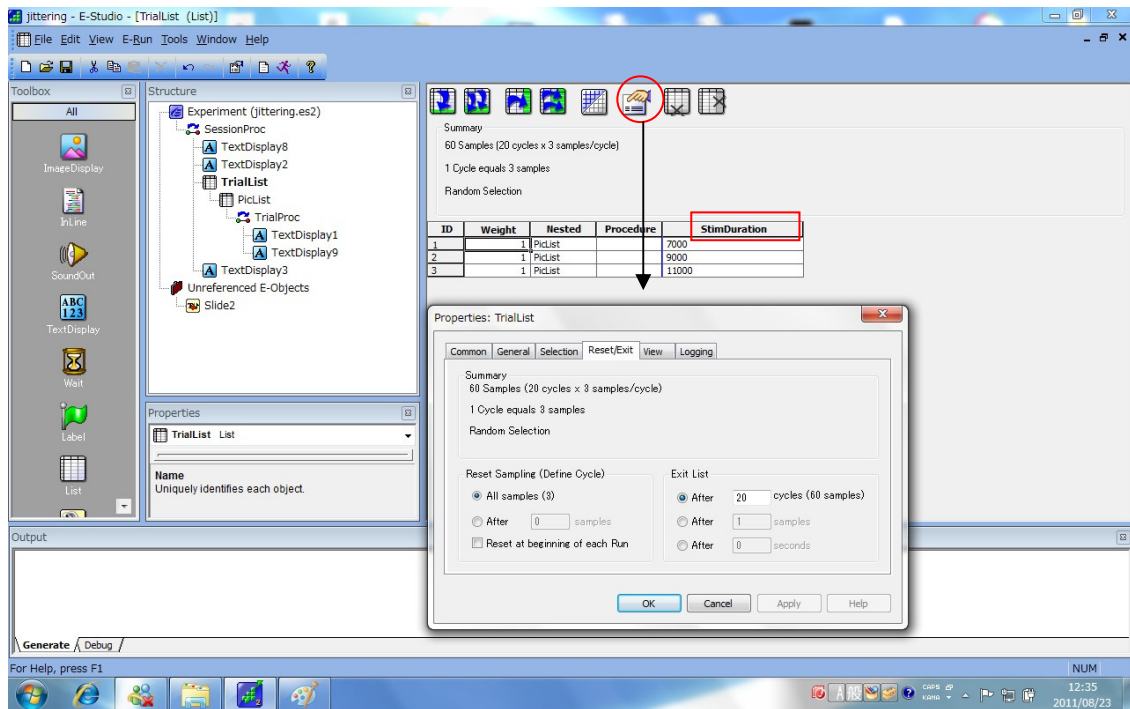 jittering - E-Studio - [TrialList (List)]
File Edit View E-Run Tools Window Help
Toolbox
All
ImageDisplay
InLine
SoundOut
ABC
123
TextDisplay
Wait
Label
List
Structure
Experiment (jittering.es2)
SessionProc
TextDisplay8
TextDisplay2
TrialList
PicList
TrialProc
TextDisplay1
TextDisplay9
TextDisplay3
Unreferenced E-Objects
Slide2
Properties
TrialList List
Name
Uniquely identifies each object.
Summary
60 Samples (20 cycles x 3 samples/cycle)
1 Cycle equals 3 samples
Random Selection
ID Weight Nested Procedure StimDuration
1 1 PicList 7000
2 1 PicList 9000
3 1 PicList 11000
Properties: TrialList
Common General Selection Reset/Exit View Logging
Summary
60 Samples (20 cycles x 3 samples/cycle)
1 Cycle equals 3 samples
Random Selection
Reset Sampling (Define Cycle)
All samples (3)
After 0 samples
Reset at beginning of each Run
Exit List
After 20 cycles (60 samples)
After 1 samples
After 0 seconds
OK Cancel Apply Help
Output
Generate Debug
For Help, press F1
NUM
A 般
CAPS
KANA
12:35
2011/08/23